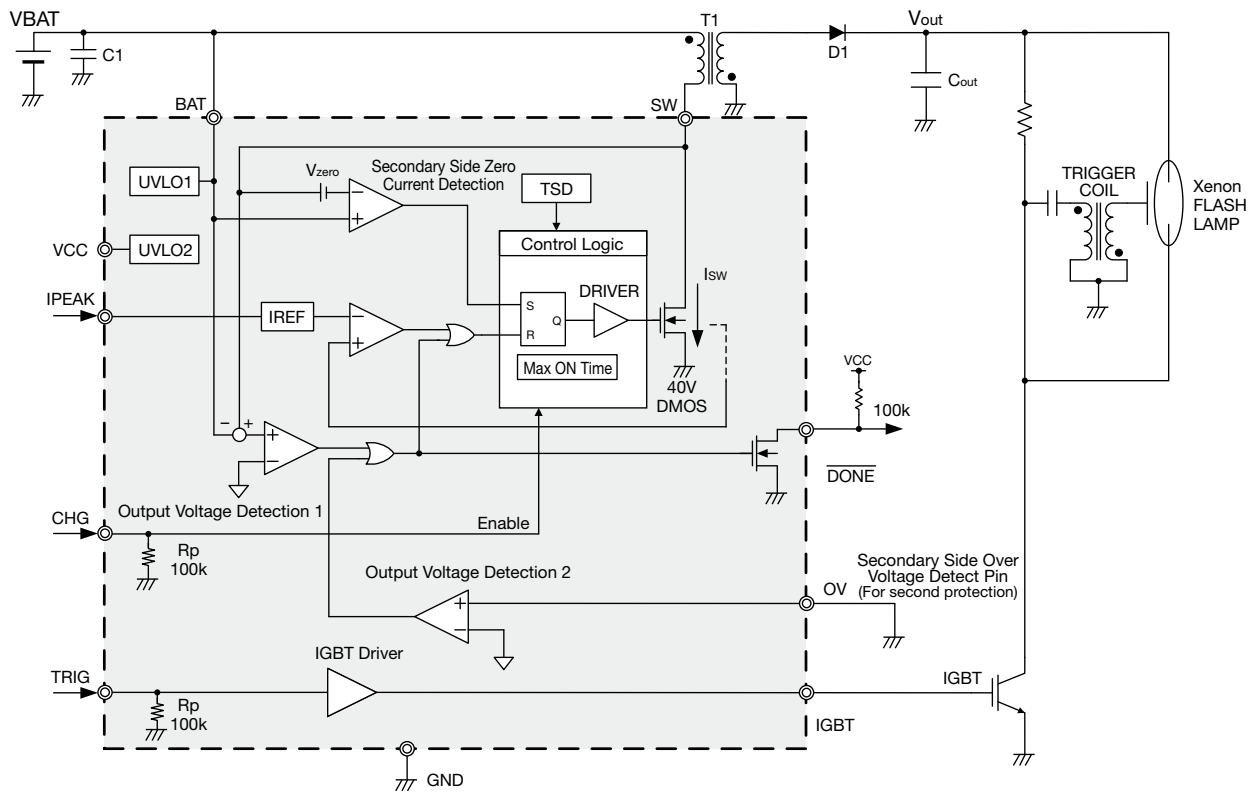 VBAT
C1
T1
D1
Vout
Cout
BAT
SW
UVLO1
Vzero
Secondary Side Zero
Current Detection
TSD
TRIGGER
COIL
Xenon
FLASH
LAMP
VCC
UVLO2
Control Logic
ISW
IPEAK
IREF
DRIVER
S
Q
R
Max ON Time
40V
DMOS
VCC
100k
DONE
Output Voltage Detection 1
CHG
Enable
Rp
100k
Output Voltage Detection 2
Secondary Side Over
Voltage Detect Pin
(For second protection)
OV
IGBT Driver
TRIG
Rp
100k
IGBT
IGBT
GND